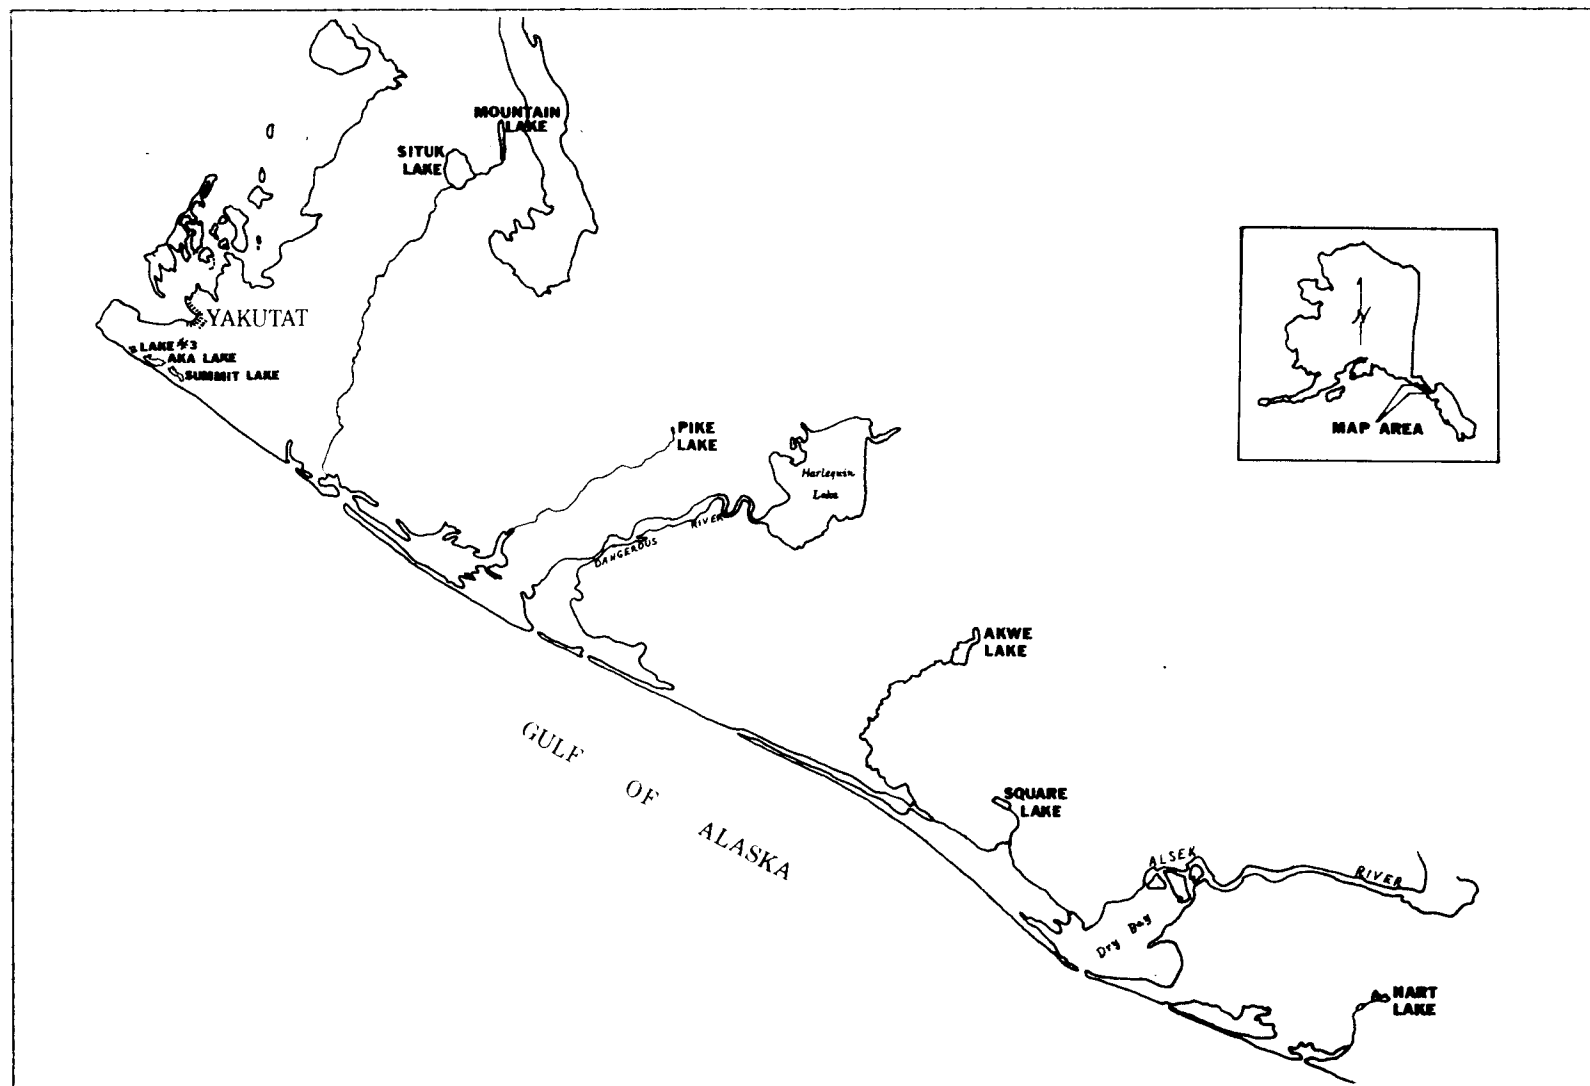 MOUNTAIN
LAKE
SITUK
LAKE
YAKUTAT
LAKE #3
AKA LAKE
SUMMIT LAKE
N
MAP AREA
PIKE
LAKE
Harlequin
Lake
DANGEROUS RIVER
AKWE
LAKE
GULF OF ALASKA
SQUARE
LAKE
ALSEK RIVER
Dry Bay
HART
LAKE